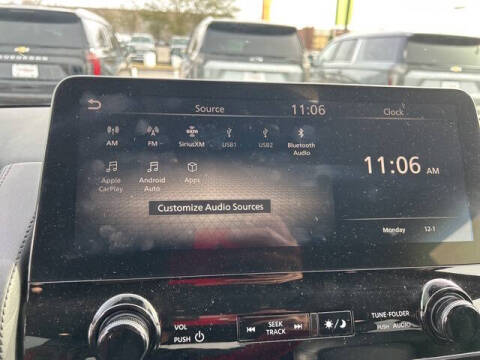 Source 11:06 Clock
AM FM SiriusXM USB1 USB2 Bluetooth Audio
Apple CarPlay Android Auto Apps
11:06 AM
Customize Audio Sources
Monday 12-1
VOL
PUSH
SEEK
TRACK
TUNE-FOLDER
PUSH AUDIO